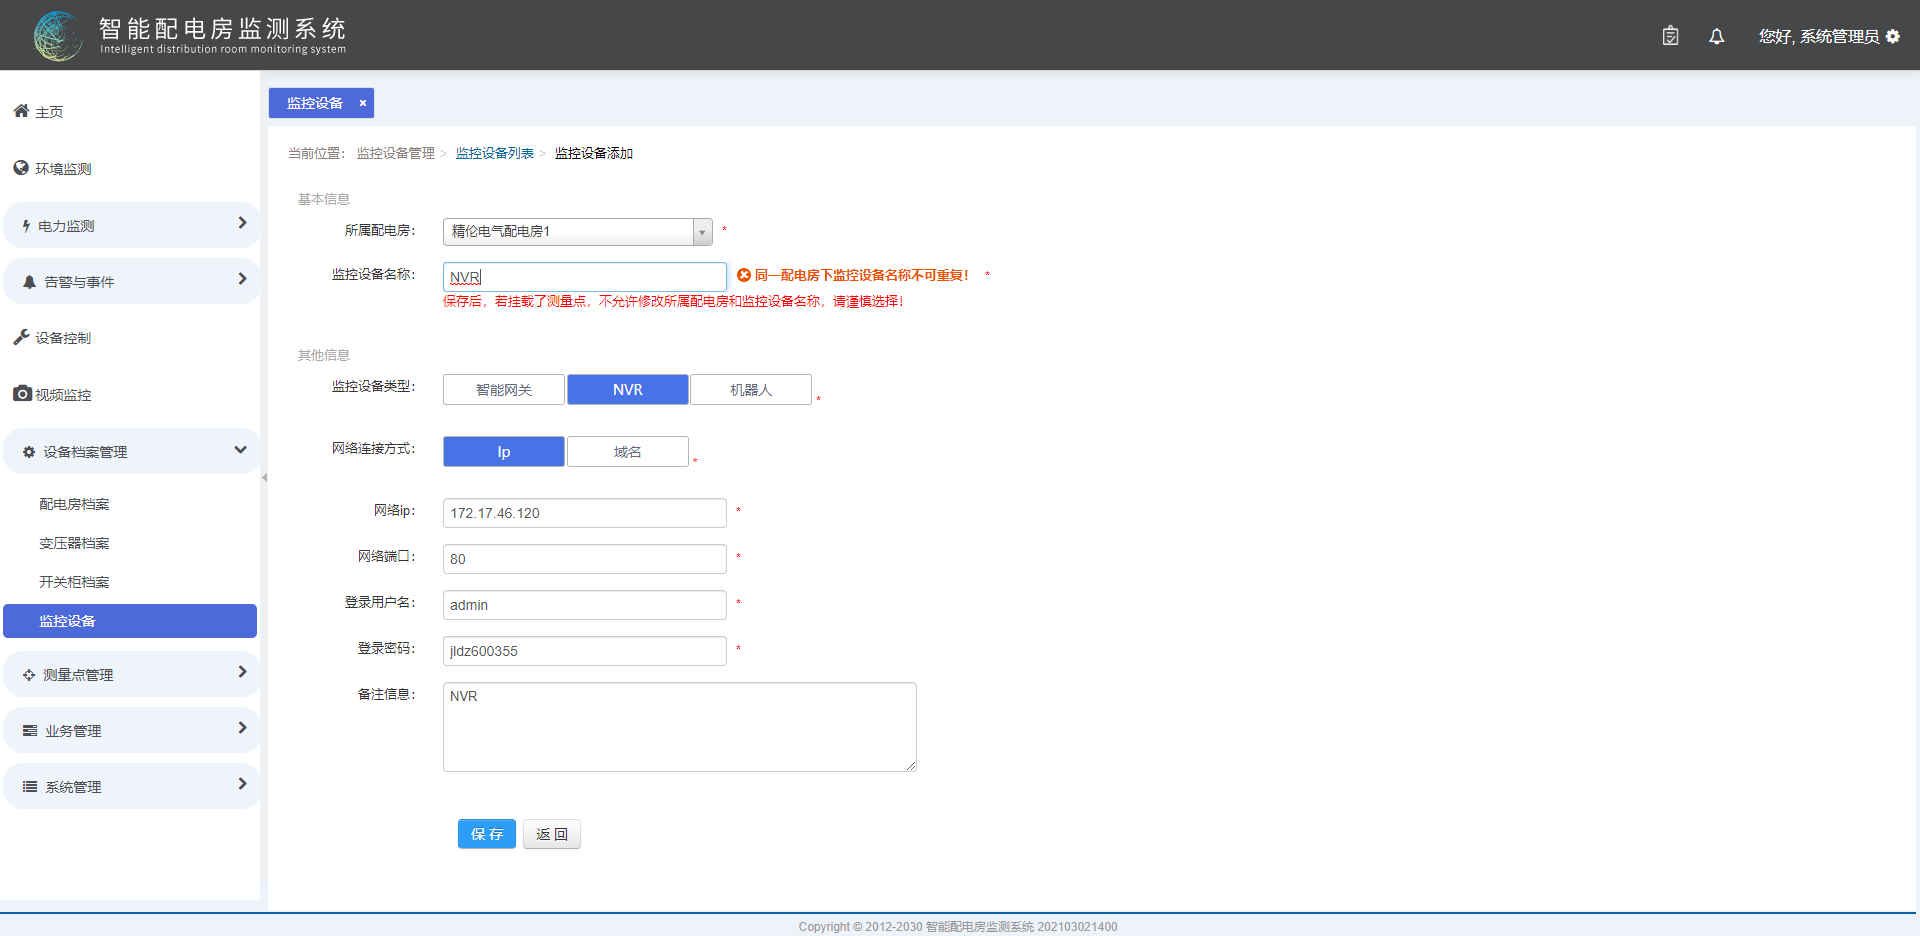 智能配电房监测系统
Intelligent distribution room monitoring system
您好, 系统管理员
主页
环境监测
电力监测
告警与事件
设备控制
视频监控
设备档案管理
配电房档案
变压器档案
开关柜档案
监控设备
测量点管理
业务管理
系统管理
监控设备 ×
当前位置： 监控设备管理 > 监控设备列表 > 监控设备添加
基本信息
所属配电房： 精伦电气配电房1 *
监控设备名称： NVR 同一配电房下监控设备名称不可重复！ *
保存后，若挂载了测量点，不允许修改所属配电房和监控设备名称，请谨慎选择！
其他信息
监控设备类型： 智能网关 NVR 机器人 *
网络连接方式： Ip 域名 *
网络ip： 172.17.46.120 *
网络端口： 80 *
登录用户名： admin *
登录密码： jldz600355 *
备注信息： NVR
保 存 返 回
Copyright © 2012-2030 智能配电房监测系统 202103021400